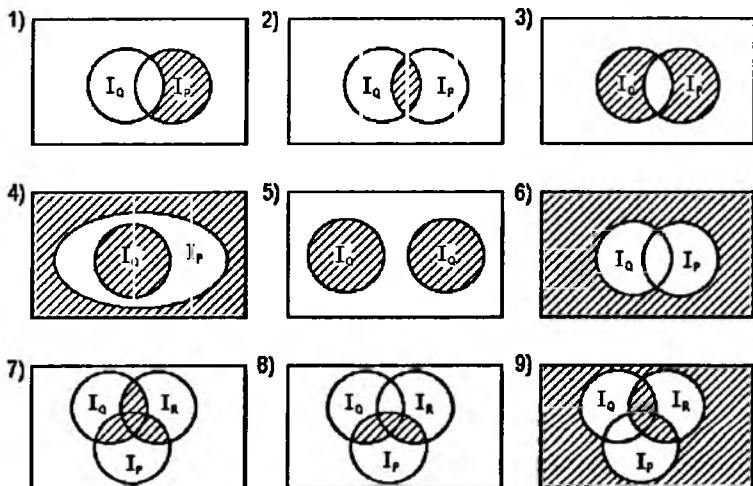 1)
I_Q I_P
2)
I_Q I_P
3)
I_Q I_P
4)
I_Q I_P
5)
I_Q I_Q
6)
I_Q I_P
7)
I_Q I_R
I_P
8)
I_Q I_R
I_P
9)
I_Q I_R
I_P